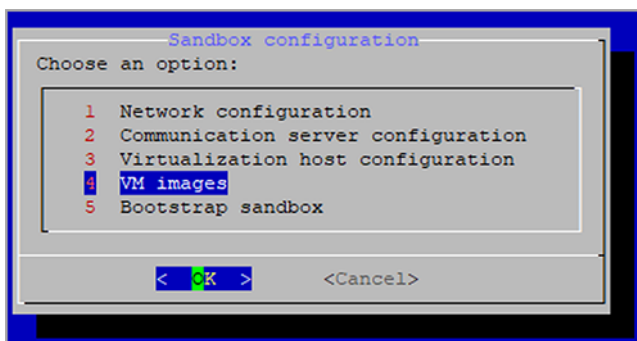 Sandbox configuration
Choose an option:
1 Network configuration
2 Communication server configuration
3 Virtualization host configuration
4 VM images
5 Bootstrap sandbox
< OK > <Cancel>